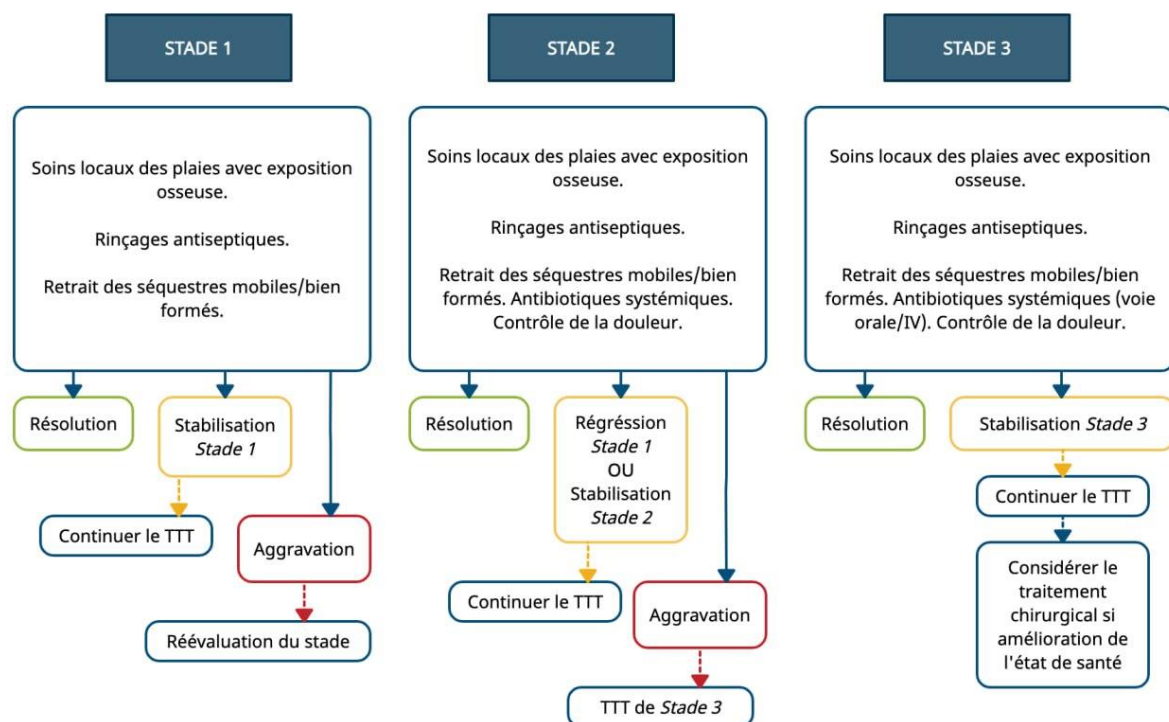 STADE 1
Soins locaux des plaies avec exposition
osseuse.
Rinçages antiseptiques.
Retrait des séquestres mobiles/bien
formés.
Résolution
Stabilisation
Stade 1
Continuer le TTT
Aggravation
Réévaluation du stade
STADE 2
Soins locaux des plaies avec exposition
osseuse.
Rinçages antiseptiques.
Retrait des séquestres mobiles/bien
formés. Antibiotiques systémiques.
Contrôle de la douleur.
Résolution
Régréssion
Stade 1
OU
Stabilisation
Stade 2
Continuer le TTT
Aggravation
TTT de Stade 3
STADE 3
Soins locaux des plaies avec exposition
osseuse.
Rinçages antiseptiques.
Retrait des séquestres mobiles/bien
formés. Antibiotiques systémiques (voie
orale/IV). Contrôle de la douleur.
Résolution
Stabilisation Stade 3
Continuer le TTT
Considérer le
traitement
chirurgical si
amélioration de
l'état de santé